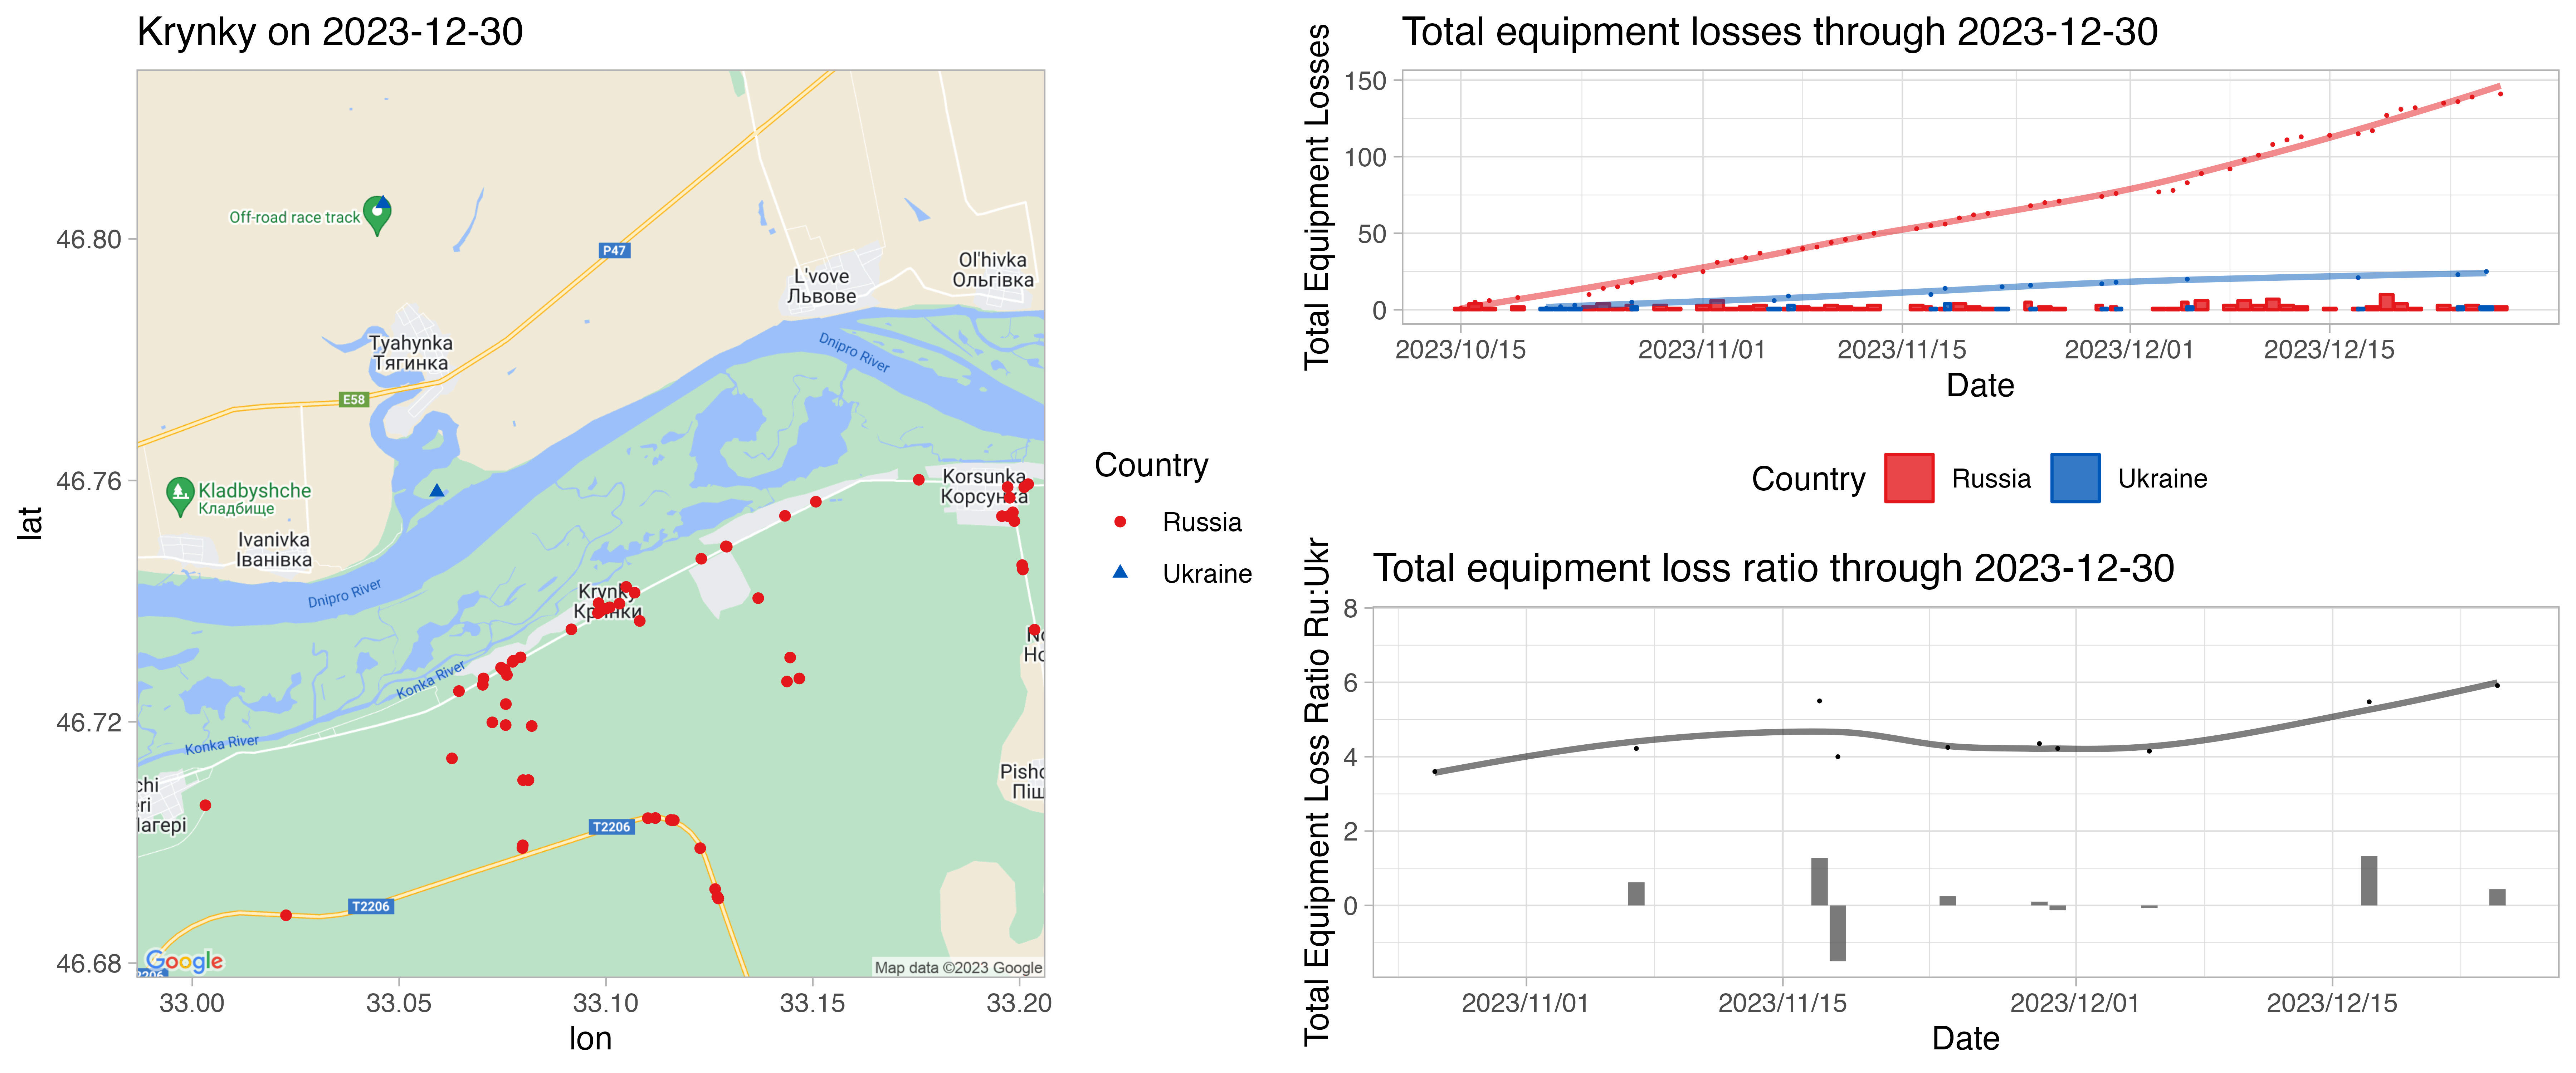 Krynky on 2023-12-30
lat
46.80
46.76
46.72
46.68
Off-road race track
P47
L'vove
Львове
Ol'hivka
Ольгівка
Tyahynka
Тягинка
Dnipro River
E58
Kladbyshche
Кладбище
Ivanivka
Іванівка
Korsunka
Корсунка
Dnipro River
Krynky
Кринки
Konka River
Konka River
T2206
T2206
Google
Map data ©2023 Google
33.00
33.05
33.10
33.15
33.20
lon
Country
Russia
Ukraine
Total equipment losses through 2023-12-30
Total Equipment Losses
150
100
50
0
2023/10/15
2023/11/01
2023/11/15
2023/12/01
2023/12/15
Date
Country
Russia
Ukraine
Total equipment loss ratio through 2023-12-30
Total Equipment Loss Ratio Ru:Ukr
8
6
4
2
0
2023/11/01
2023/11/15
2023/12/01
2023/12/15
Date